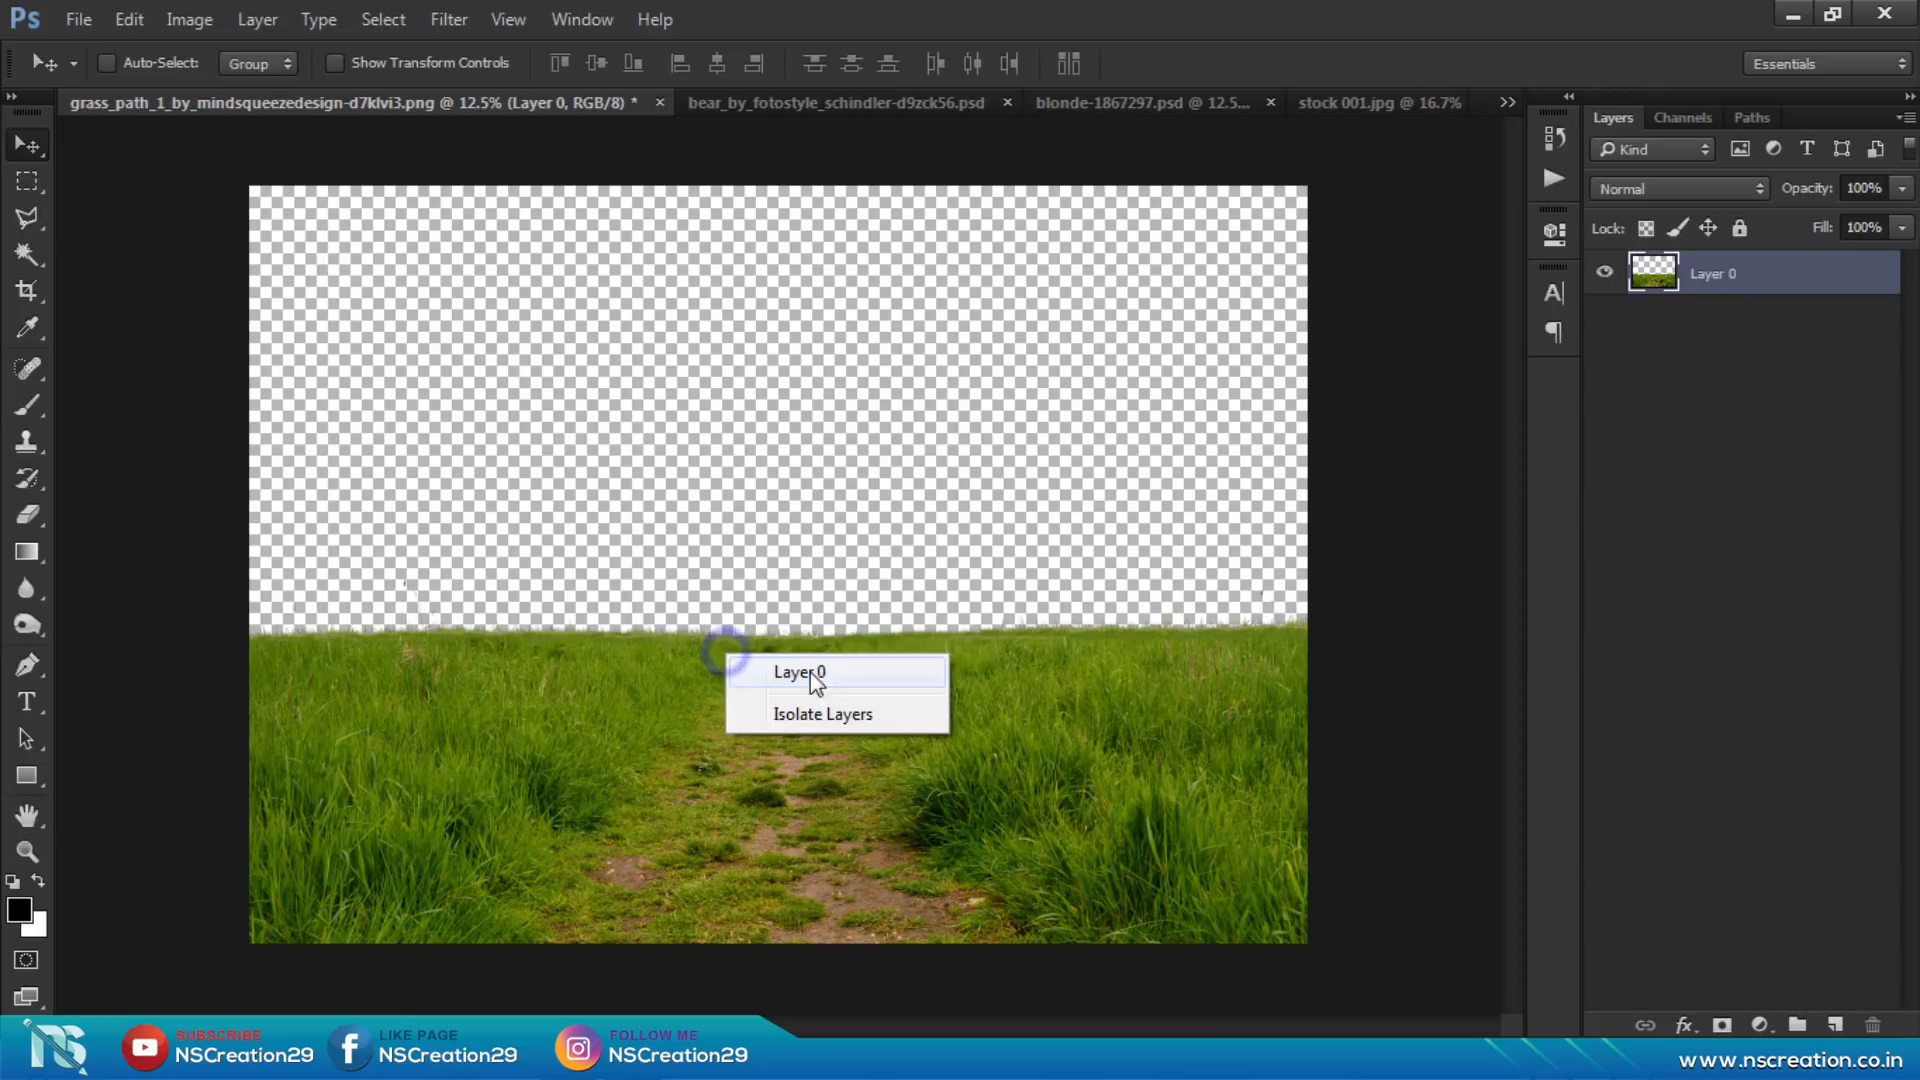 Ps File Edit Image Layer Type Select Filter View Window Help
Auto-Select: Group Show Transform Controls Essentials
grass_path_1_by_mindsqueezedesign-d7klvi3.png @ 12.5% (Layer 0, RGB/8) * × bear_by_fotostyle_schindler-d9zck56.psd × blonde-1867297.psd @ 12.5... × stock 001.jpg @ 16.7%
Layers Channels Paths
Kind
Normal Opacity: 100%
Lock: Fill: 100%
Layer 0
Layer 0
Isolate Layers
SUBSCRIBE
NSCreation29
LIKE PAGE
NSCreation29
FOLLOW ME
NSCreation29
www.nscreation.co.in